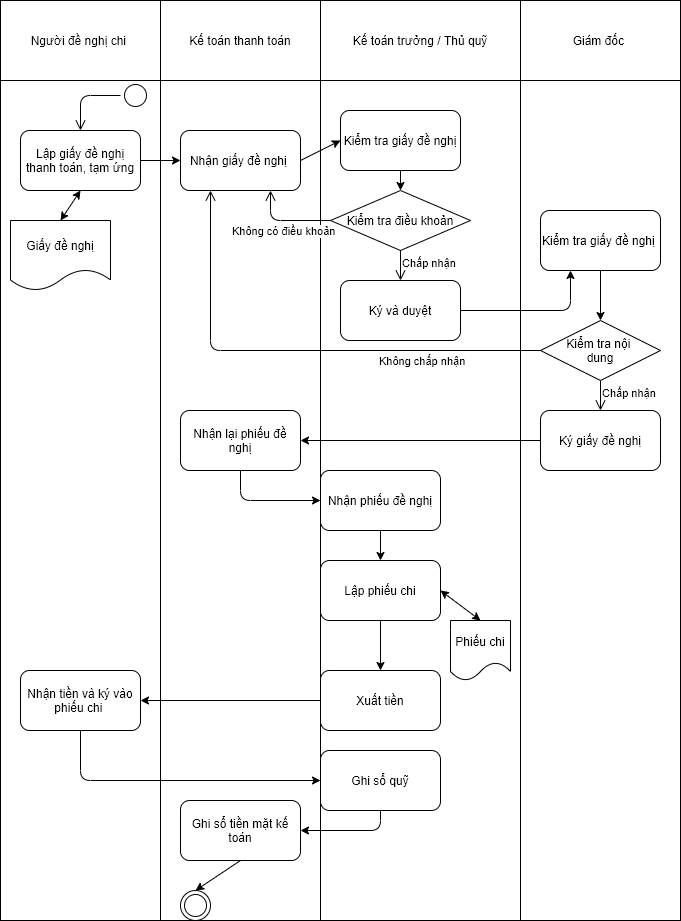 Người đề nghị chi
Kế toán thanh toán
Kế toán trưởng / Thủ quỹ
Giám đốc
Lập giấy đề nghị
thanh toán, tạm ứng
Nhận giấy đề nghị
Kiểm tra giấy đề nghị
Giấy đề nghị
Không có điều khoản
Kiểm tra điều khoản
Kiểm tra giấy đề nghị
Chấp nhận
Ký và duyệt
Không chấp nhận
Kiểm tra nội
dung
Chấp nhận
Nhận lại phiếu đề
nghị
Ký giấy đề nghị
Nhận phiếu đề nghị
Lập phiếu chi
Phiếu chi
Nhận tiền và ký vào
phiếu chi
Xuất tiền
Ghi sổ quỹ
Ghi sổ tiền mặt kế
toán